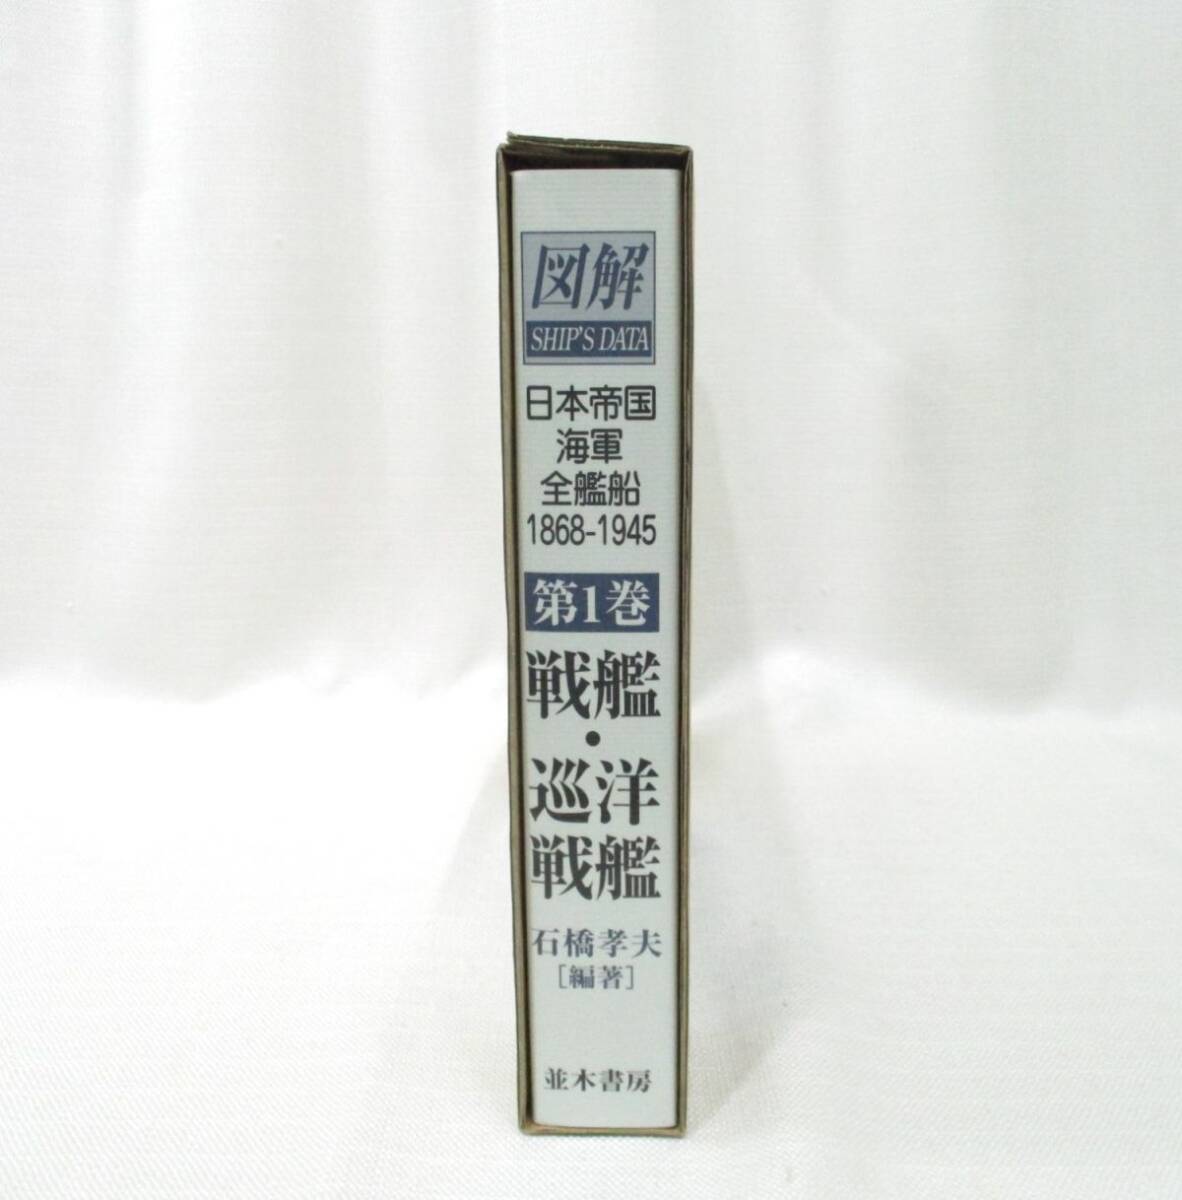 図解
SHIP'S DATA
日本帝国
海軍
全艦船
1868-1945
第1巻
戦艦
・
巡洋
戦艦
石橋孝夫
[編著]
並木書房